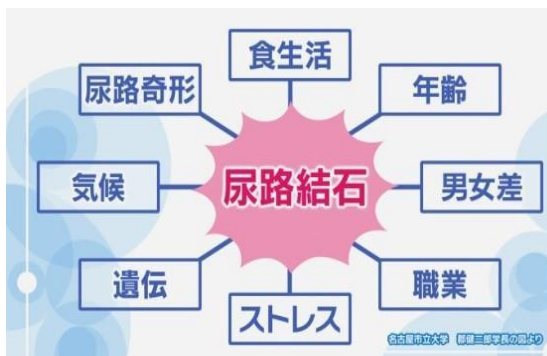 食生活
尿路奇形
年齢
気候
尿路結石
男女差
遺伝
職業
ストレス
名古屋市立大学 郡健二郎学長の図より